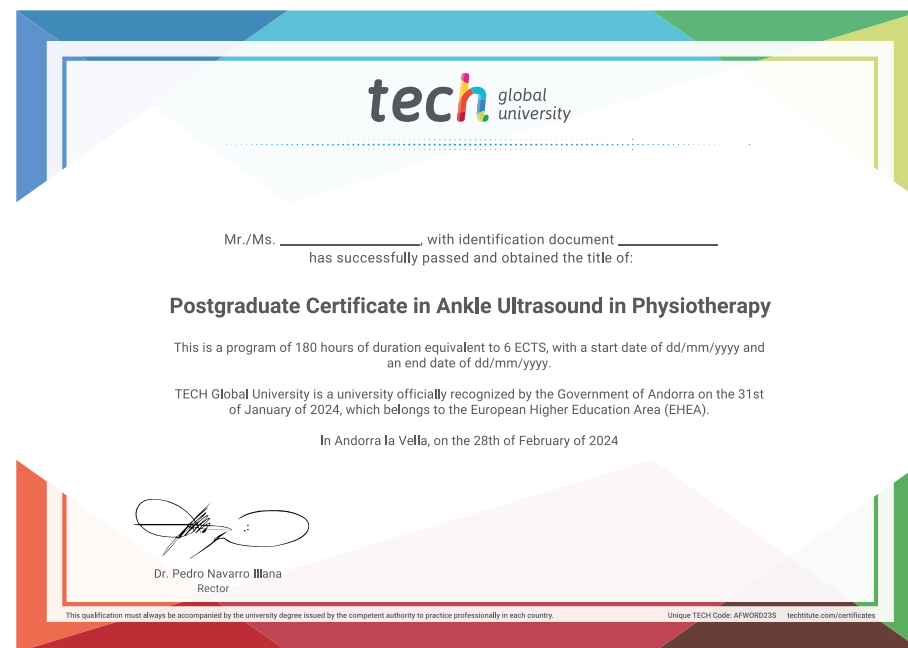 tech global
university
Mr./Ms. ____________, with identification document ____________
has successfully passed and obtained the title of:
Postgraduate Certificate in Ankle Ultrasound in Physiotherapy
This is a program of 180 hours of duration equivalent to 6 ECTS, with a start date of dd/mm/yyyy and
an end date of dd/mm/yyyy.
TECH Global University is a university officially recognized by the Government of Andorra on the 31st
of January of 2024, which belongs to the European Higher Education Area (EHEA).
In Andorra la Vella, on the 28th of February of 2024
Dr. Pedro Navarro Illana
Rector
This qualification must always be accompanied by the university degree issued by the competent authority to practice professionally in each country.
Unique TECH Code: AFWORD23S techtitute.com/certificates